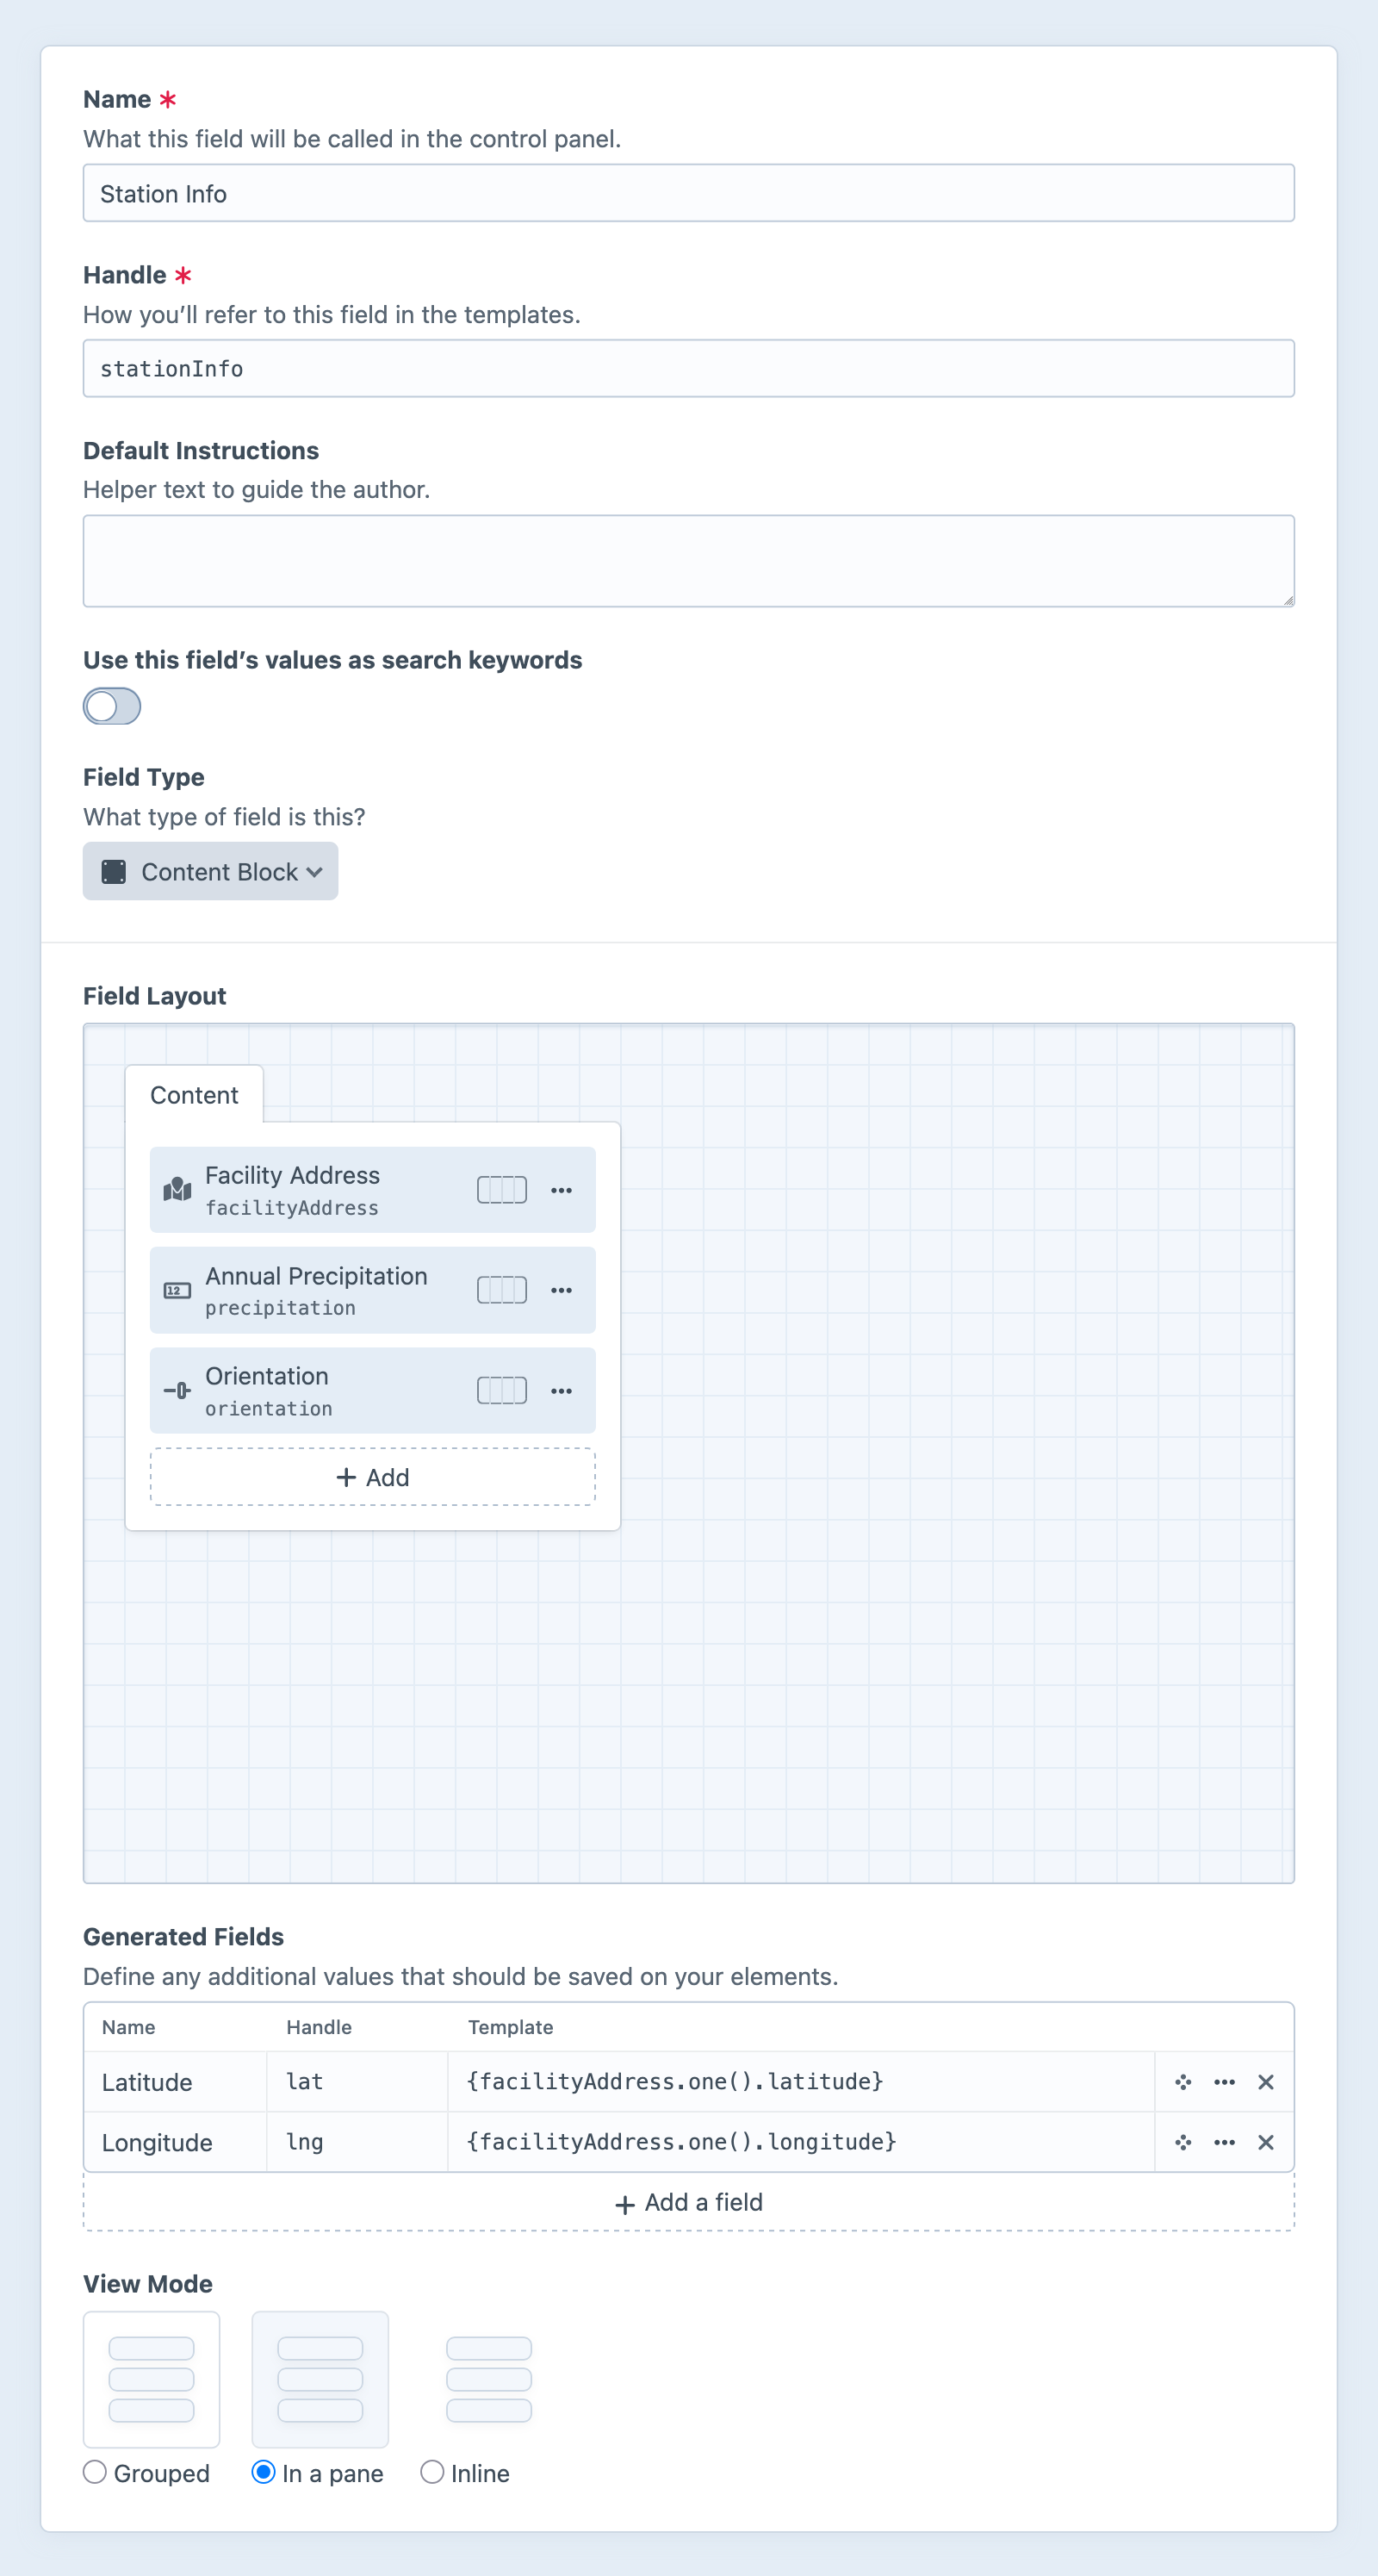 Name *
What this field will be called in the control panel.
Station Info
Handle *
How you’ll refer to this field in the templates.
stationInfo
Default Instructions
Helper text to guide the author.
Use this field’s values as search keywords
Field Type
What type of field is this?
Content Block
Field Layout
Content
Facility Address
facilityAddress
12 Annual Precipitation
precipitation
Orientation
orientation
+ Add
Generated Fields
Define any additional values that should be saved on your elements.
Name Handle Template
Latitude lat {facilityAddress.one().latitude}
Longitude lng {facilityAddress.one().longitude}
+ Add a field
View Mode
Grouped In a pane Inline